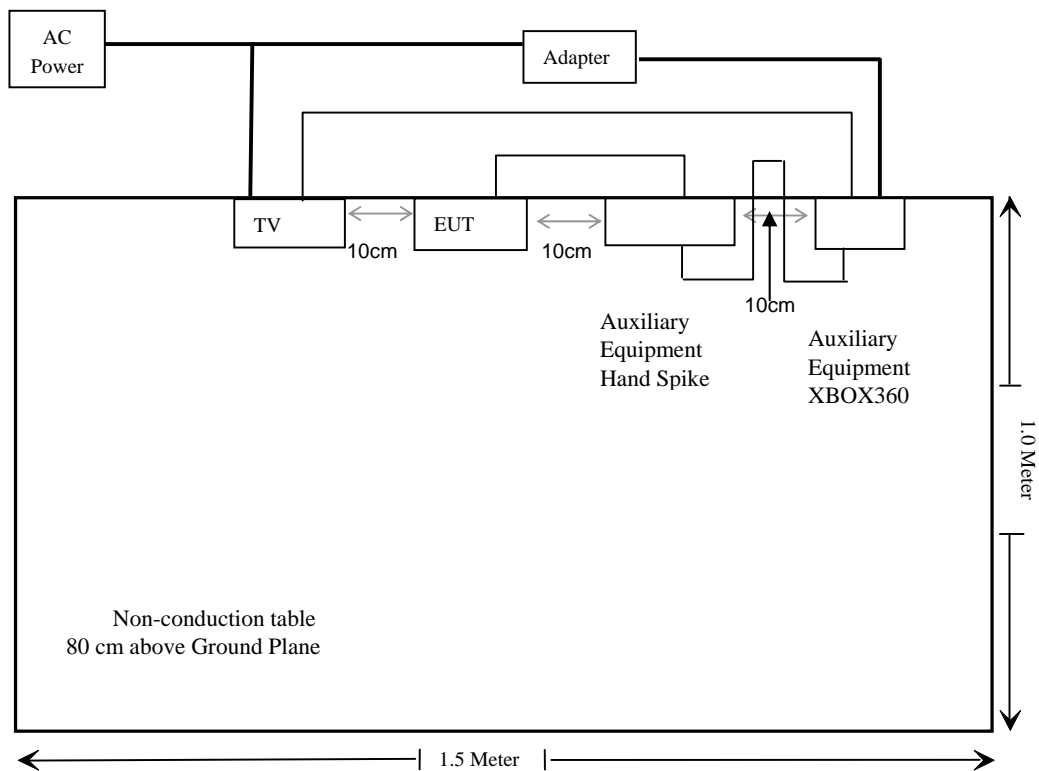 AC
Power
Adapter
TV
EUT
10cm
10cm
10cm
Auxiliary
Equipment
Hand Spike
Auxiliary
Equipment
XBOX360
1.0 Meter
Non-conduction table
80 cm above Ground Plane
1.5 Meter